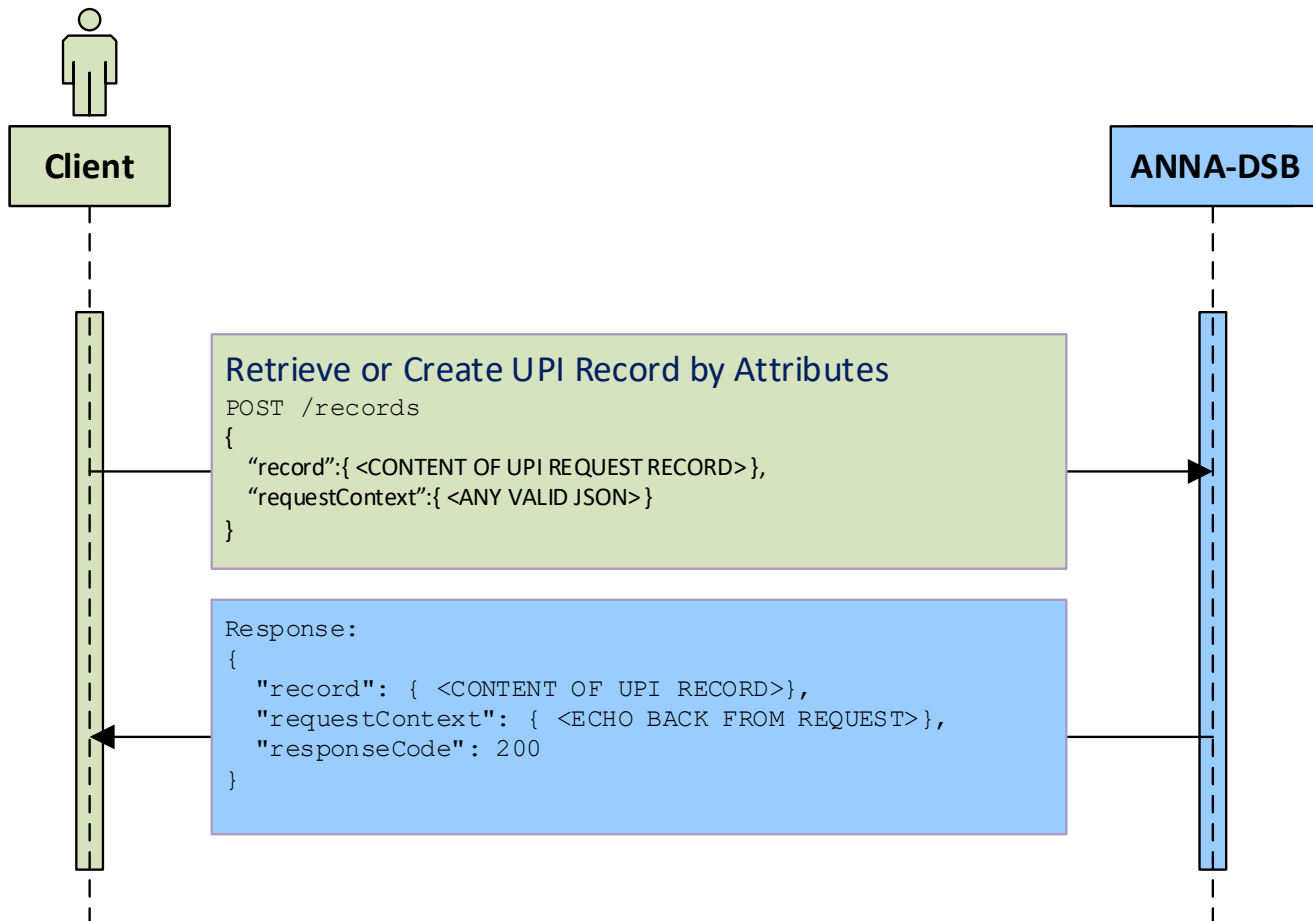 Client
ANNA-DSB
Retrieve or Create UPI Record by Attributes
POST /records
{
“record”:{ <CONTENT OF UPI REQUEST RECORD> },
“requestContext”:{ <ANY VALID JSON> }
}
Response:
{
"record": { <CONTENT OF UPI RECORD>},
"requestContext": { <ECHO BACK FROM REQUEST>},
"responseCode": 200
}